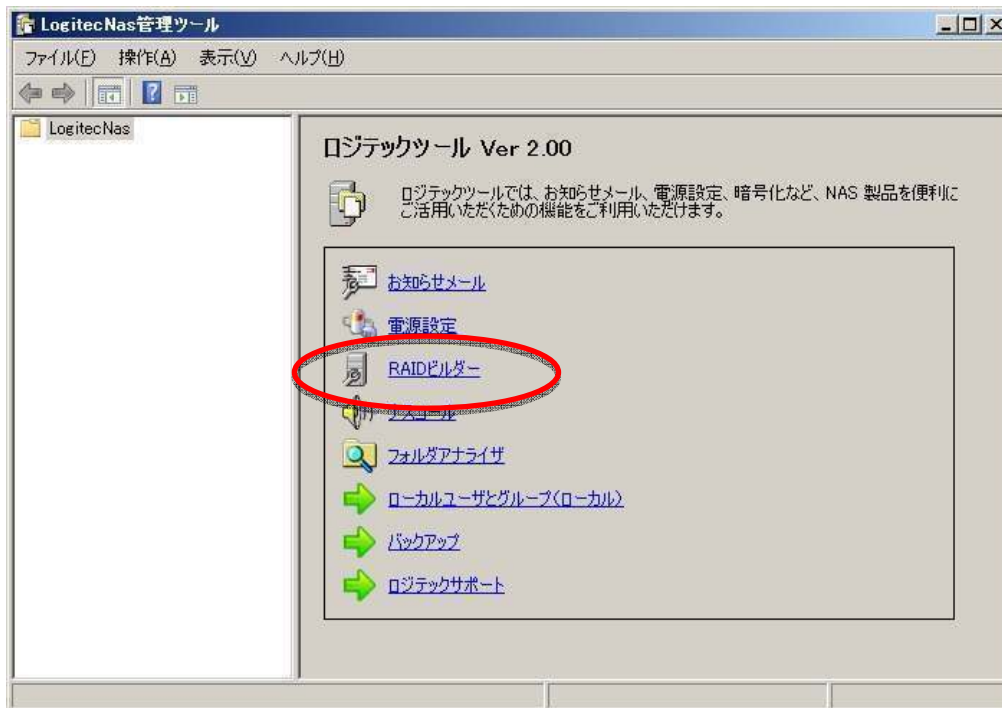 LogitecNas管理ツール
ファイル(F) 操作(A) 表示(V) ヘルプ(H)
LogitecNas
ロジテックツール Ver 2.00
ロジテックツールでは、お知らせメール、電源設定、暗号化など、NAS 製品を便利に
ご活用いただくための機能をご利用いただけます。
お知らせメール
電源設定
RAIDビルダー
フォルダアナライザ
ローカルユーザとグループ(ローカル)
バックアップ
ロジテックサポート